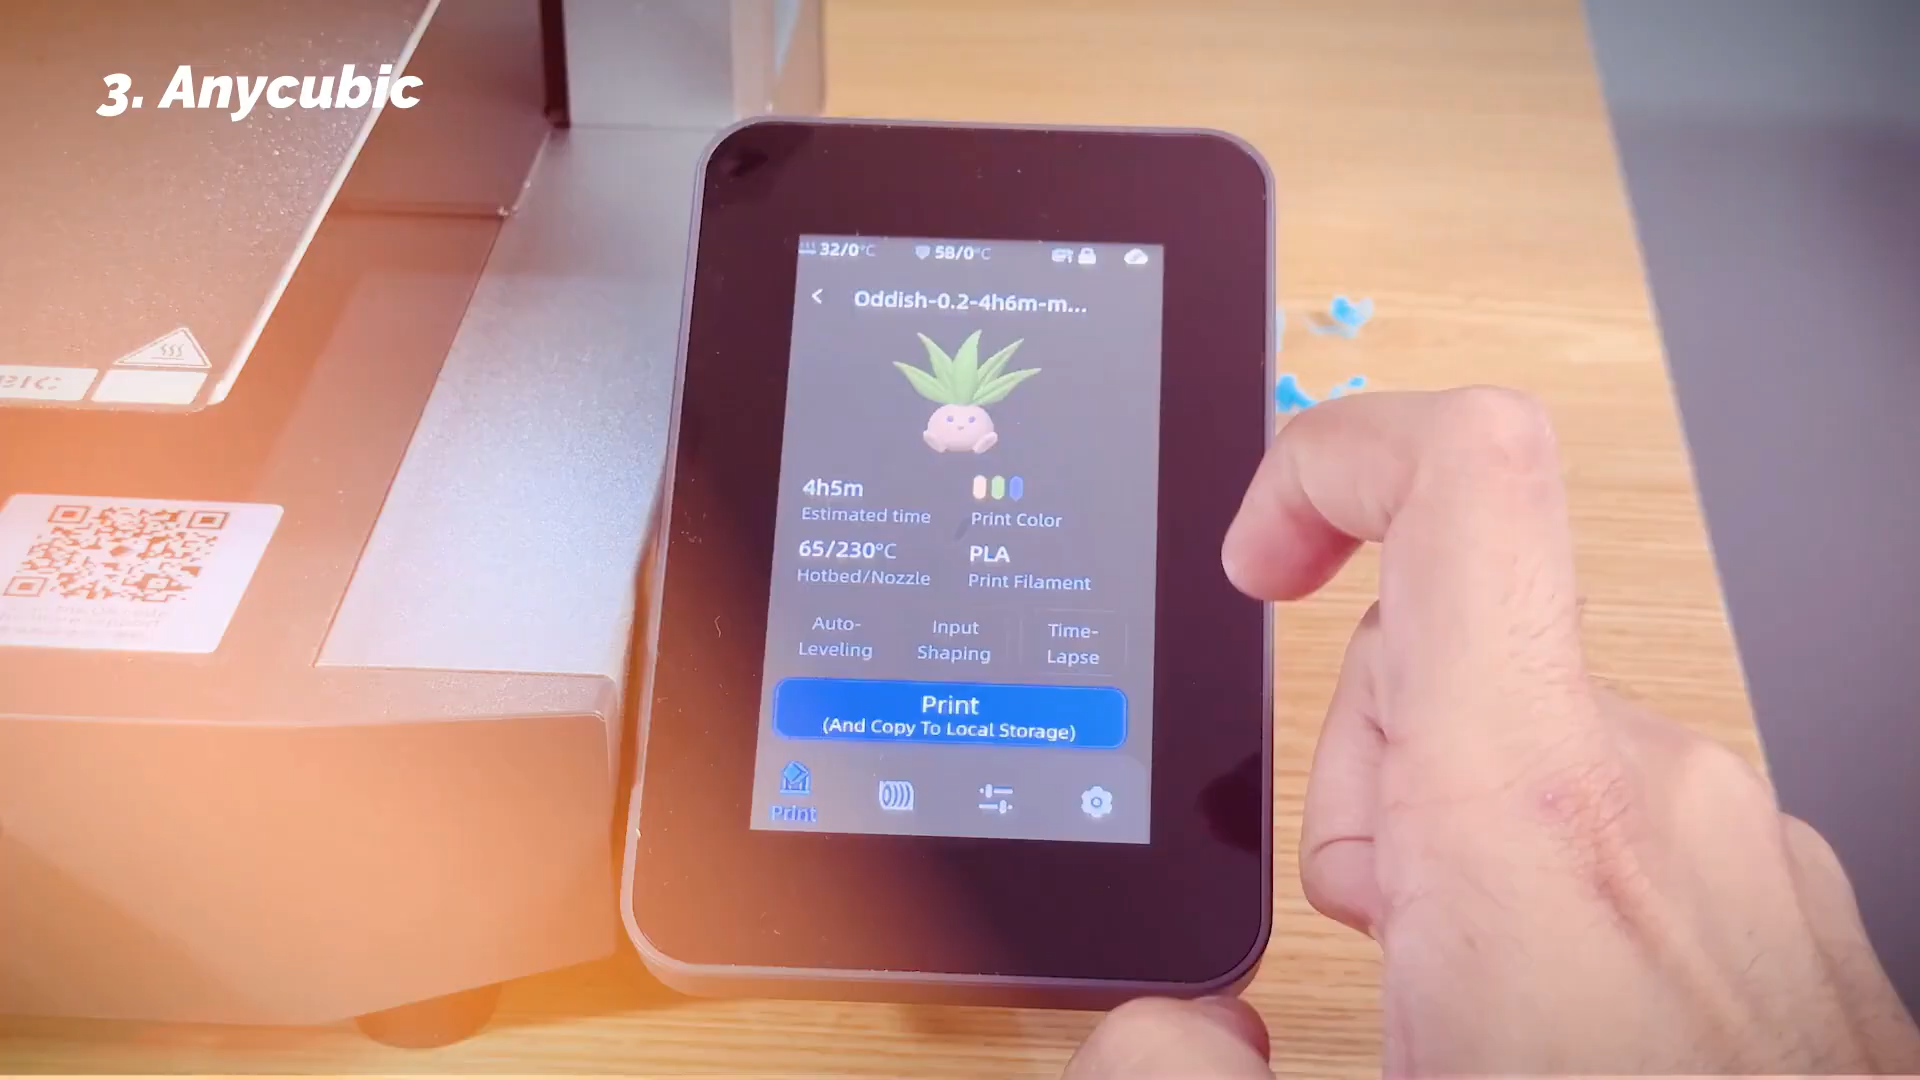 3. Anycubic
32/0°C
58/0°C
Oddish-0.2-4h6m-m...
4h5m
Estimated time
Print Color
65/230°C
Hotbed/Nozzle
PLA
Print Filament
Auto-
Leveling
Input
Shaping
Time-
Lapse
Print
(And Copy To Local Storage)
Print